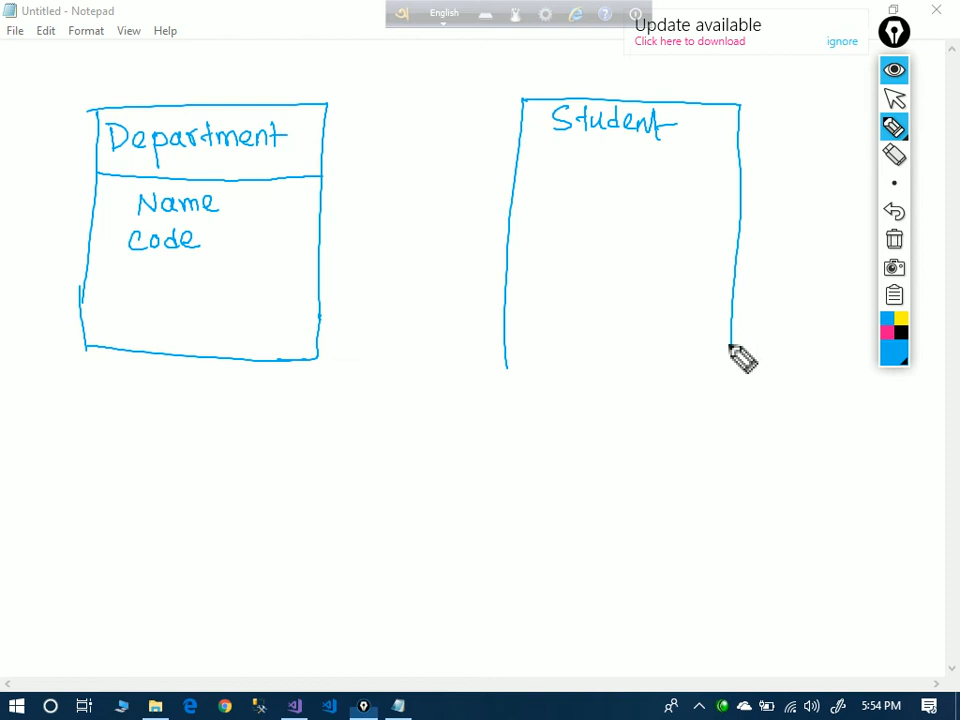 Untitled - Notepad
English
File Edit Format View Help
Update available
Click here to download ignore
Department
Name
Code
Student
5:54 PM